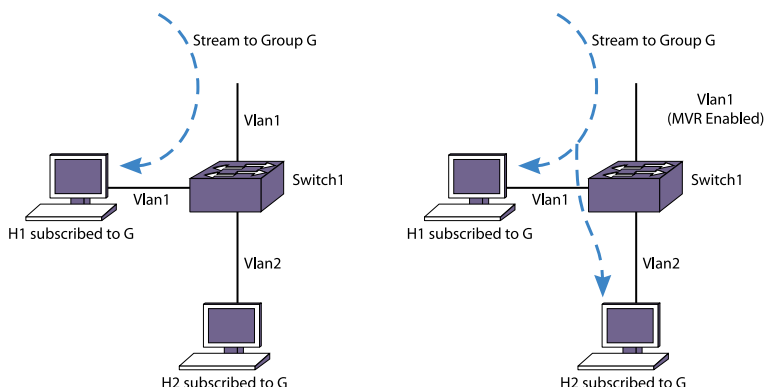 Stream to Group G
Vlan1
Switch1
Vlan1
H1 subscribed to G
Vlan2
H2 subscribed to G
Stream to Group G
Vlan1
(MVR Enabled)
Switch1
Vlan1
H1 subscribed to G
Vlan2
H2 subscribed to G